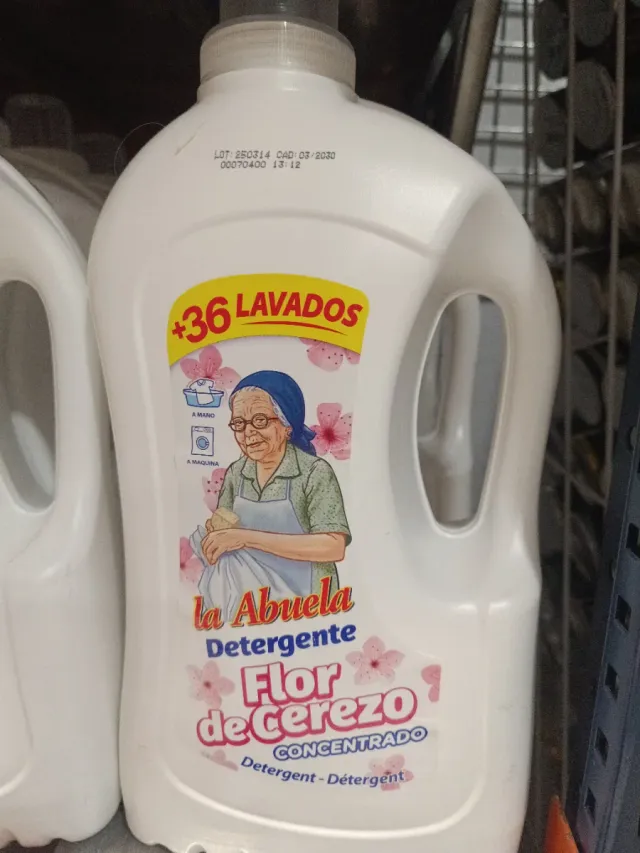 LOT: 250314 CAD: 03/2030
00070400 13:12
+36 LAVADOS
A MANO
A MAQUINA
la Abuela
Detergente
Flor
de Cerezo
CONCENTRADO
Detergent - Détergent